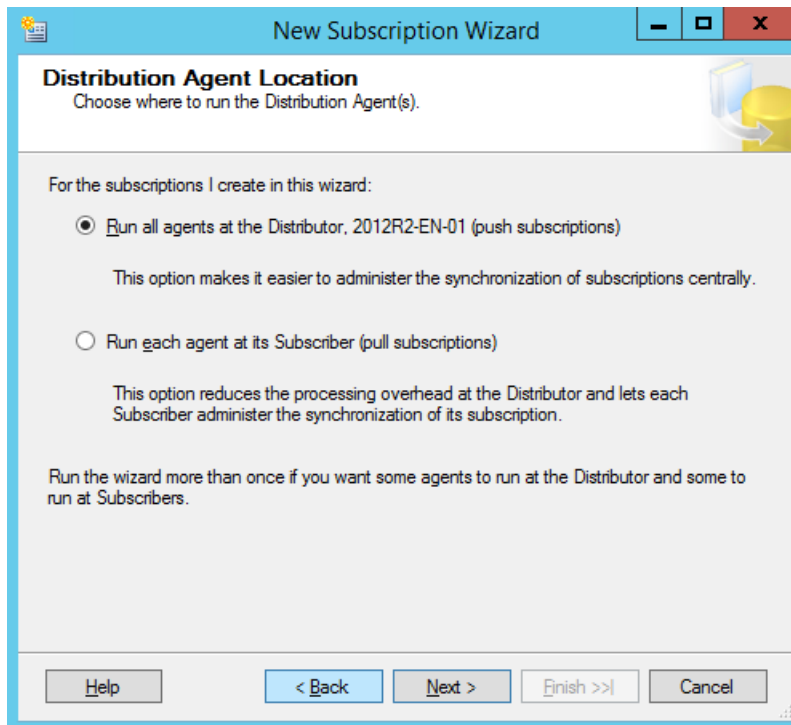 New Subscription Wizard
Distribution Agent Location
Choose where to run the Distribution Agent(s).
For the subscriptions I create in this wizard:
Run all agents at the Distributor, 2012R2-EN-01 (push subscriptions)
This option makes it easier to administer the synchronization of subscriptions centrally.
Run each agent at its Subscriber (pull subscriptions)
This option reduces the processing overhead at the Distributor and lets each
Subscriber administer the synchronization of its subscription.
Run the wizard more than once if you want some agents to run at the Distributor and some to
run at Subscribers.
Help
< Back
Next >
Finish >>|
Cancel